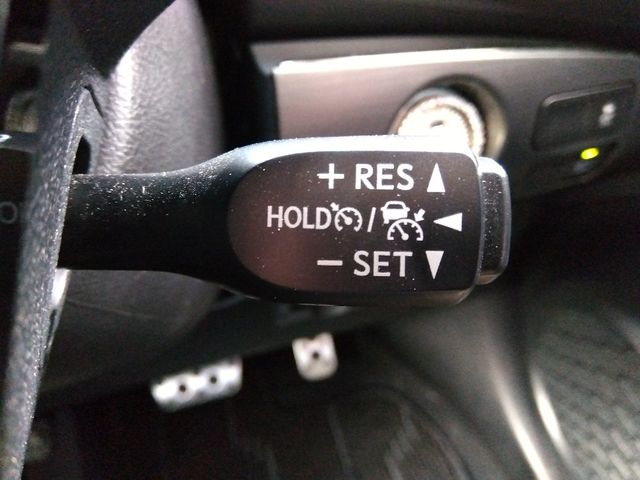 + RES
HOLD /
− SET